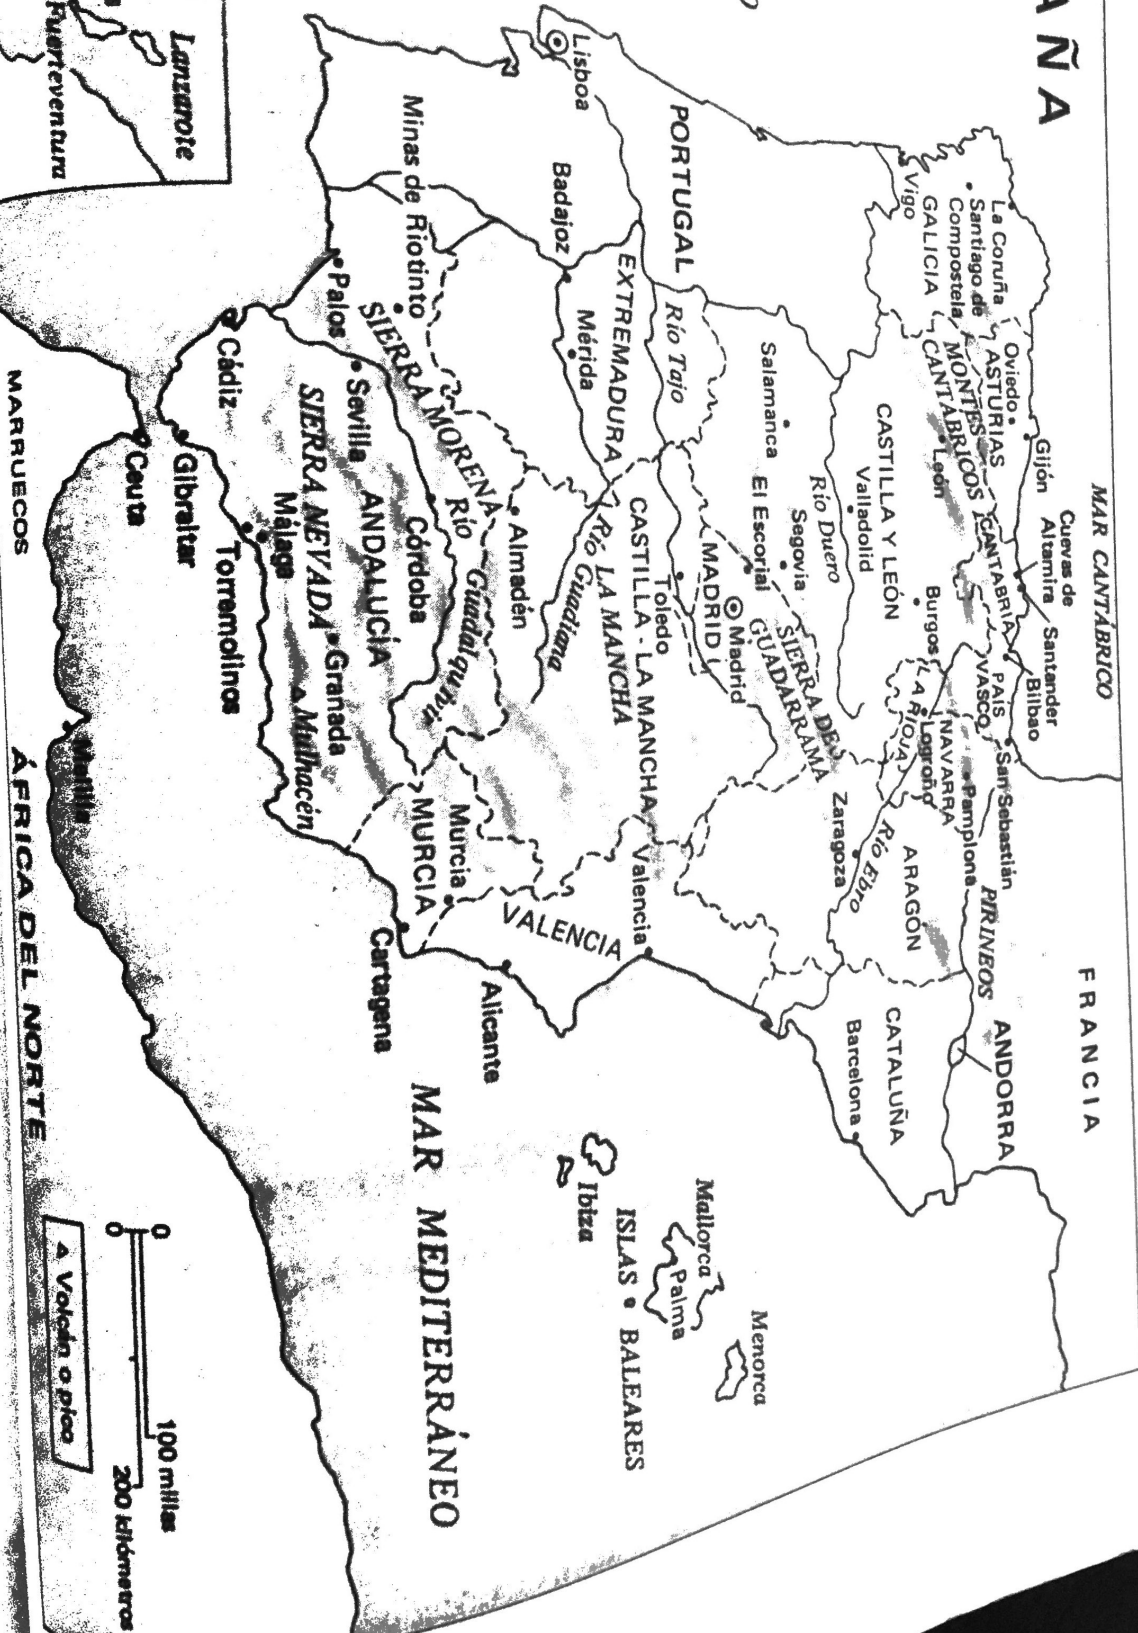 AÑA
MAR CANTÁBRICO
FRANCIA
La Coruña
Santiago de
Compostela
GALICIA
Vigo
Oviedo
ASTURIAS
MONTES
CANTÁBRICOS
León
Gijón
Cuevas de
Altamira
CANTABRIA
Santander
Bilbao
PAÍS
VASCO
San Sebastián
NAVARRA
Pamplona
LA RIOJA
Logroño
PIRINEOS
ANDORRA
Burgos
CASTILLA Y LEÓN
Valladolid
Río Duero
ARAGÓN
Río Ebro
Zaragoza
CATALUÑA
Barcelona
Salamanca
Segovia
El Escorial
SIERRA DE
GUADARRAMA
PORTUGAL
Río Tajo
MADRID
Madrid
Toledo
Menorca
Mallorca
Palma
ISLAS BALEARES
Ibiza
Lisboa
EXTREMADURA
CASTILLA - LA MANCHA
Valencia
VALENCIA
Badajoz
Mérida
Río Guadiana
LA MANCHA
Almadén
Alicante
Minas de Riotinto
SIERRA MORENA
Río Guadalquivir
Córdoba
Murcia
MURCIA
Cartagena
MAR MEDITERRÁNEO
Palos
Sevilla
ANDALUCÍA
SIERRA NEVADA
Granada
Mulhacén
Málaga
Cádiz
Torremolinos
Gibraltar
Ceuta
Melilla
Lanzarote
Fuerteventura
MARRUECOS
ÁFRICA DEL NORTE
0 100 millas
0 200 kilómetros
Volcán o pico